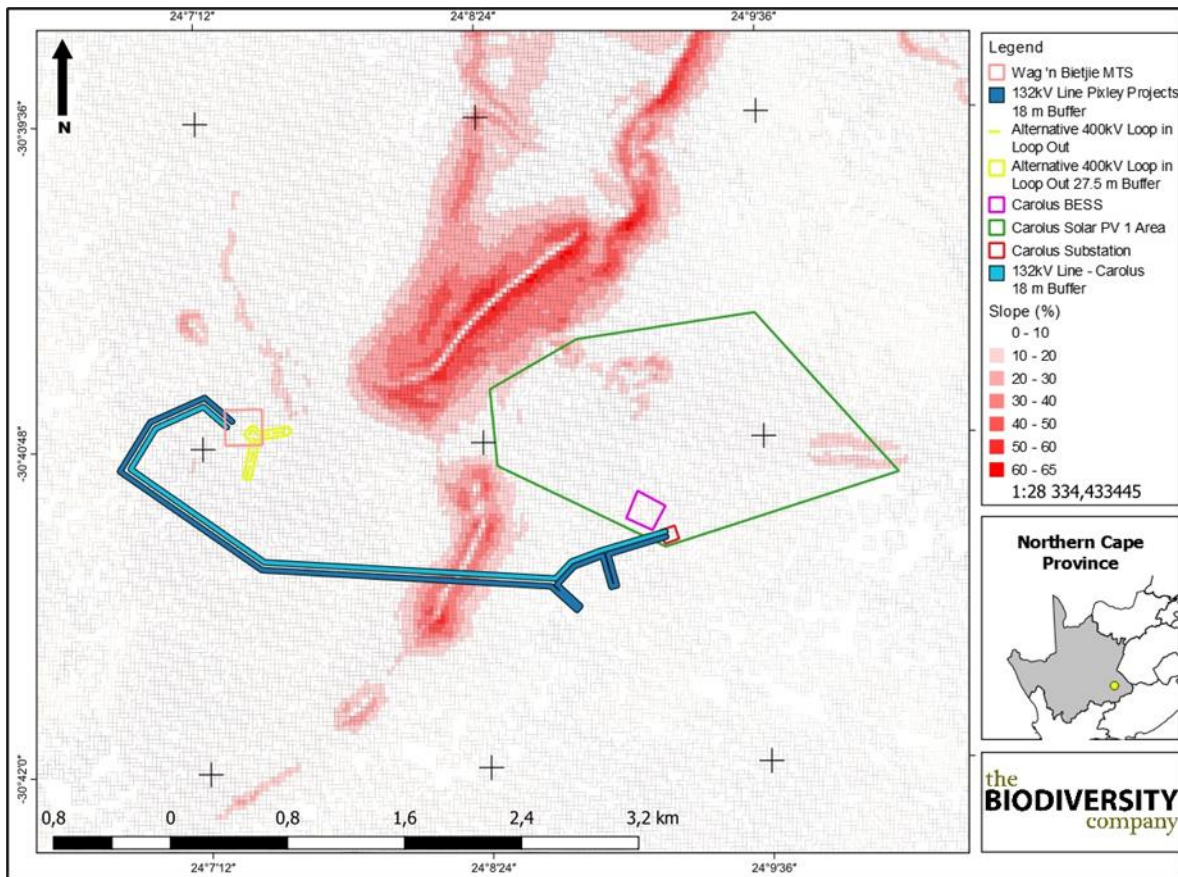 24°7'12"
24°8'24"
24°9'36"
-30°39'36"
-30°40'48"
-30°42'0"
N
0,8
0
0,8
1,6
2,4
3,2 km
24°7'12"
24°8'24"
24°9'36"
Legend
Wag 'n Bietjie MTS
132kV Line Pixley Projects
18 m Buffer
Alternative 400kV Loop in
Loop Out
Alternative 400kV Loop in
Loop Out 27.5 m Buffer
Carolus BESS
Carolus Solar PV 1 Area
Carolus Substation
132kV Line - Carolus
18 m Buffer
Slope (%)
0 - 10
10 - 20
20 - 30
30 - 40
40 - 50
50 - 60
60 - 65
1:28 334,433445
Northern Cape
Province
the
BIODIVERSITY
company